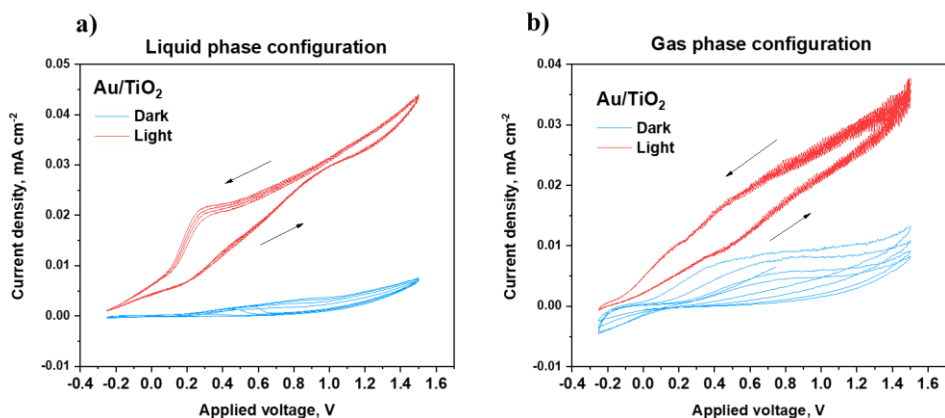 a)
Liquid phase configuration
0.05
0.04
0.03
0.02
0.01
0.00
-0.01
Current density, mA cm⁻²
Au/TiO₂
Dark
Light
-0.4 -0.2 0.0 0.2 0.4 0.6 0.8 1.0 1.2 1.4 1.6
Applied voltage, V
b)
Gas phase configuration
0.04
0.03
0.02
0.01
0.00
-0.01
Current density, mA cm⁻²
Au/TiO₂
Dark
Light
-0.4 -0.2 0.0 0.2 0.4 0.6 0.8 1.0 1.2 1.4 1.6
Applied voltage, V